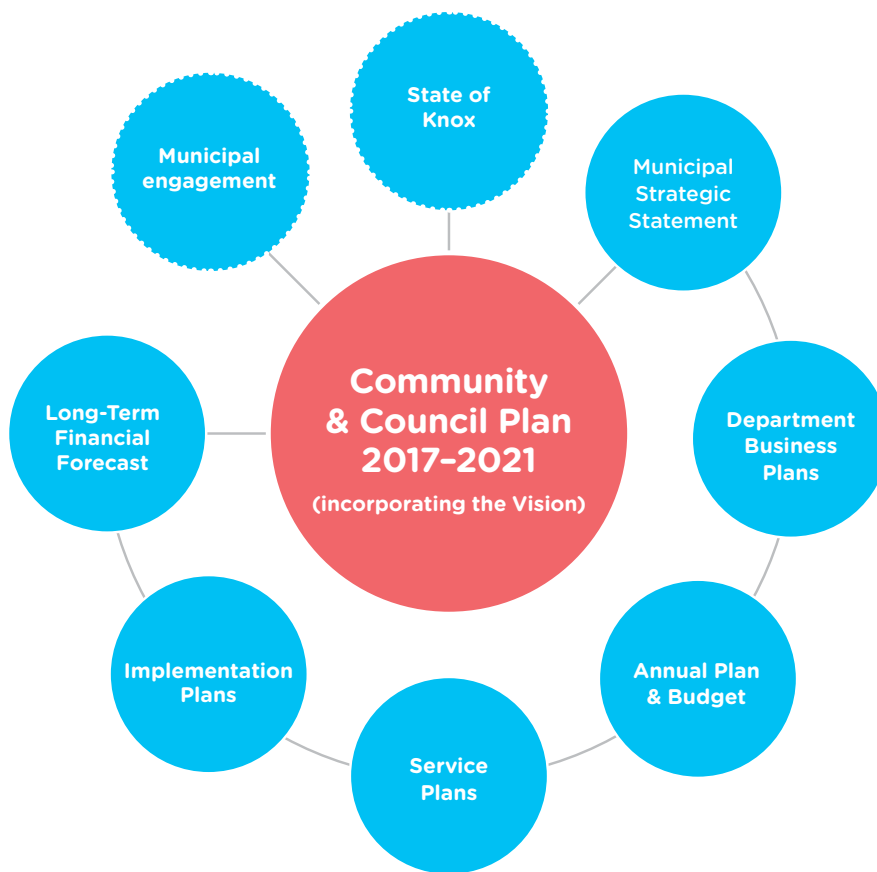 State of
Knox
Municipal
engagement
Municipal
Strategic
Statement
Community
& Council Plan
2017–2021
(incorporating the Vision)
Long-Term
Financial
Forecast
Department
Business
Plans
Implementation
Plans
Annual Plan
& Budget
Service
Plans